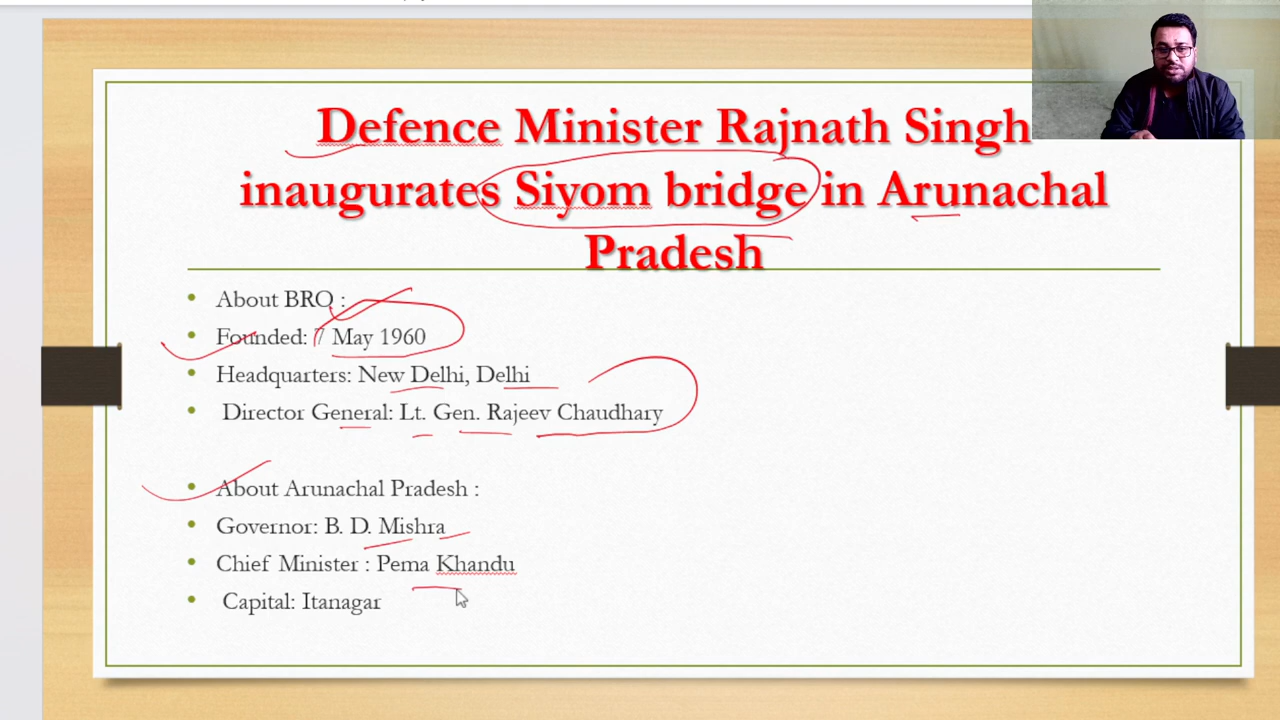 Defence Minister Rajnath Singh
inaugurates Siyom bridge in Arunachal
Pradesh
• About BRO :
• Founded: 7 May 1960
• Headquarters: New Delhi, Delhi
• Director General: Lt. Gen. Rajeev Chaudhary
• About Arunachal Pradesh :
• Governor: B. D. Mishra
• Chief Minister : Pema Khandu
• Capital: Itanagar